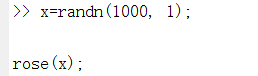 >> x=randn(1000, 1);
rose(x);